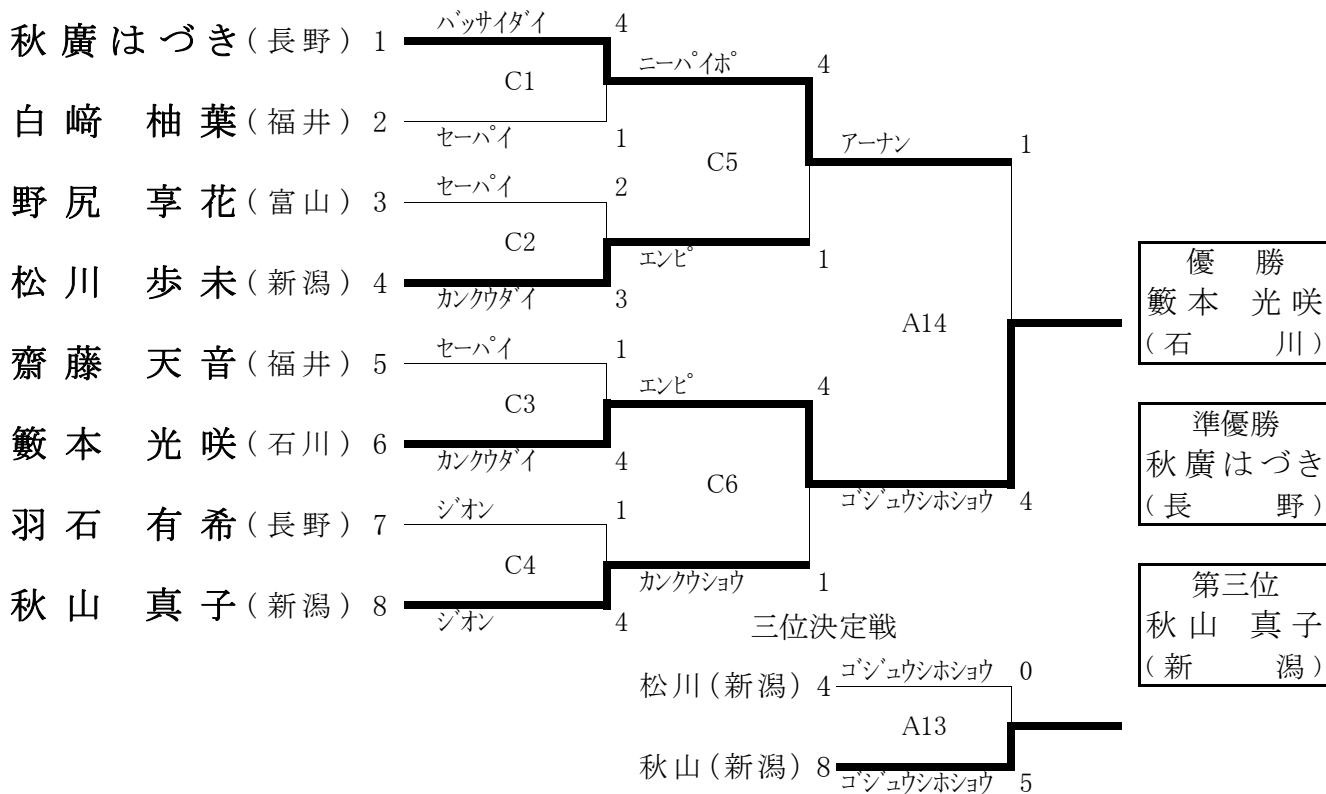 バッサイダイ 4
秋廣はづき(長野) 1
ニーパイポ 4
C1
白﨑 柚葉(福井) 2
セーパイ 1
アーナン 1
C5
セーパイ 2
野尻 享花(富山) 3
C2
エンピ 1
松川 歩未(新潟) 4
カンクウダイ 3
優 勝
籔本 光咲
(石 川)
A14
セーパイ 1
齋藤 天音(福井) 5
エンピ 4
C3
籔本 光咲(石川) 6
カンクウダイ 4
準優勝
秋廣はづき
(長 野)
C6
ゴジュウシホショウ 4
ジオン 1
羽石 有希(長野) 7
C4
カンクウショウ 1
秋山 真子(新潟) 8
ジオン 4
第三位
秋山 真子
(新 潟)
三位決定戦
松川(新潟) 4
ゴジュウシホショウ 0
A13
秋山(新潟) 8
ゴジュウシホショウ 5